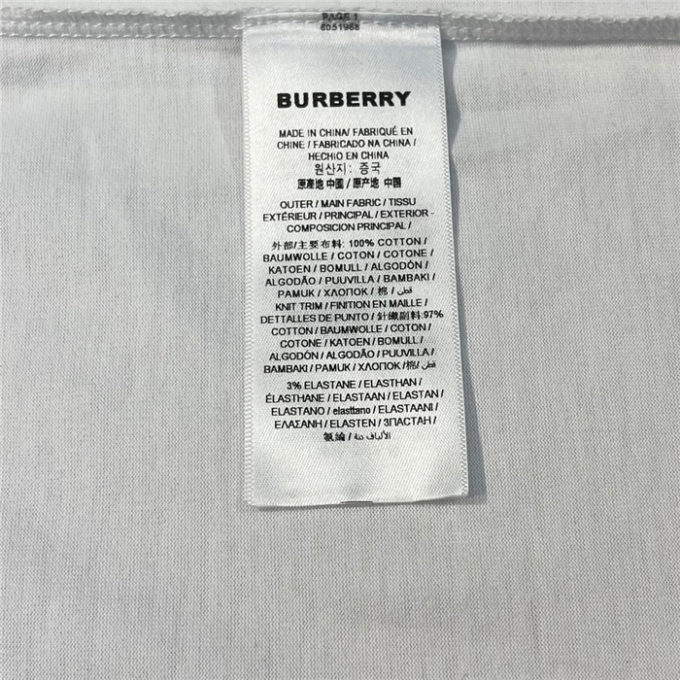 PAGE 1
8051988
BURBERRY
MADE IN CHINA/ FABRIQUÉ EN
CHINE / FABRICADO NA CHINA /
HECHO EN CHINA
원산지: 중국
原產地 中國 / 原产地 中国
OUTER / MAIN FABRIC / TISSU
EXTÉRIEUR / PRINCIPAL / EXTERIOR -
COMPOSICION PRINCIPAL /
外部/主要布料: 100% COTTON /
BAUMWOLLE / COTON / COTONE /
KATOEN / BOMULL / ALGODÓN /
ALGODÃO / PUUVILLA / BAMBAKI
/ PAMUK / ХЛОПОК / 棉 / قطن /
KNIT TRIM / FINITION EN MAILLE /
DETTALLES DE PUNTO / 針織副料:97%
COTTON / BAUMWOLLE / COTON /
COTONE / KATOEN / BOMULL /
ALGODÓN / ALGODÃO / PUUVILLA /
BAMBAKI / PAMUK / ХЛОПОК /棉/ قطن
3% ELASTANE / ELASTHAN /
ÉLASTHANE / ELASTAAN / ELASTAN /
ELASTANO / elasttano / ELASTAANI /
ΕΛΑΣΑΝΗ / ELASTEN / ЗПАСТАН /
/ الألياف